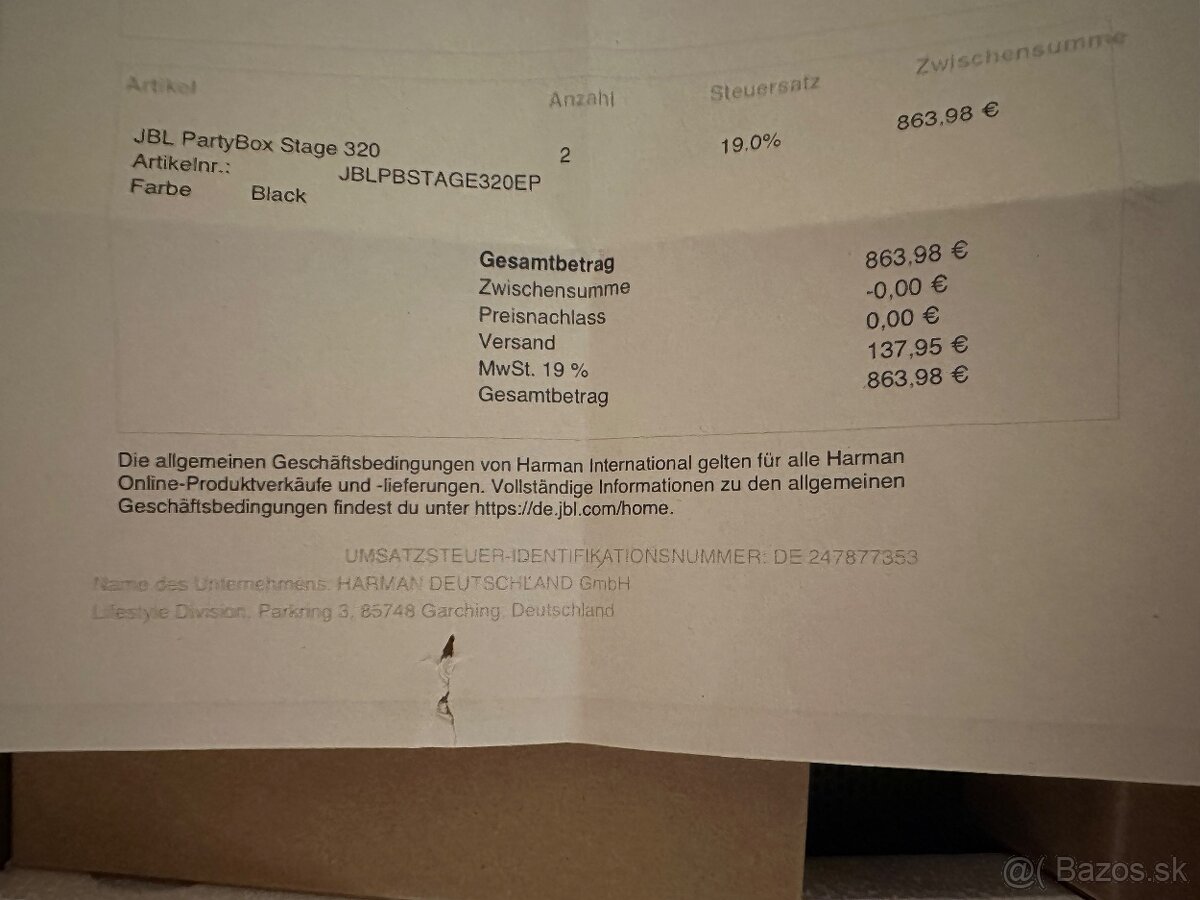 Artikel Anzahl Steuersatz Zwischensumme
JBL PartyBox Stage 320 2 19.0% 863,98 €
Artikelnr.: JBLPBSTAGE320EP
Farbe Black
Gesamtbetrag 863,98 €
Zwischensumme -0,00 €
Preisnachlass 0,00 €
Versand 137,95 €
MwSt. 19 % 863,98 €
Gesamtbetrag
Die allgemeinen Geschäftsbedingungen von Harman International gelten für alle Harman
Online-Produktverkäufe und -lieferungen. Vollständige Informationen zu den allgemeinen
Geschäftsbedingungen findest du unter https://de.jbl.com/home.
UMSATZSTEUER-IDENTIFIKATIONSNUMMER: DE 247877353
Name des Unternehmens: HARMAN DEUTSCHLAND GmbH
Lifestyle Division, Parkring 3, 85748 Garching, Deutschland
@( Bazos.sk